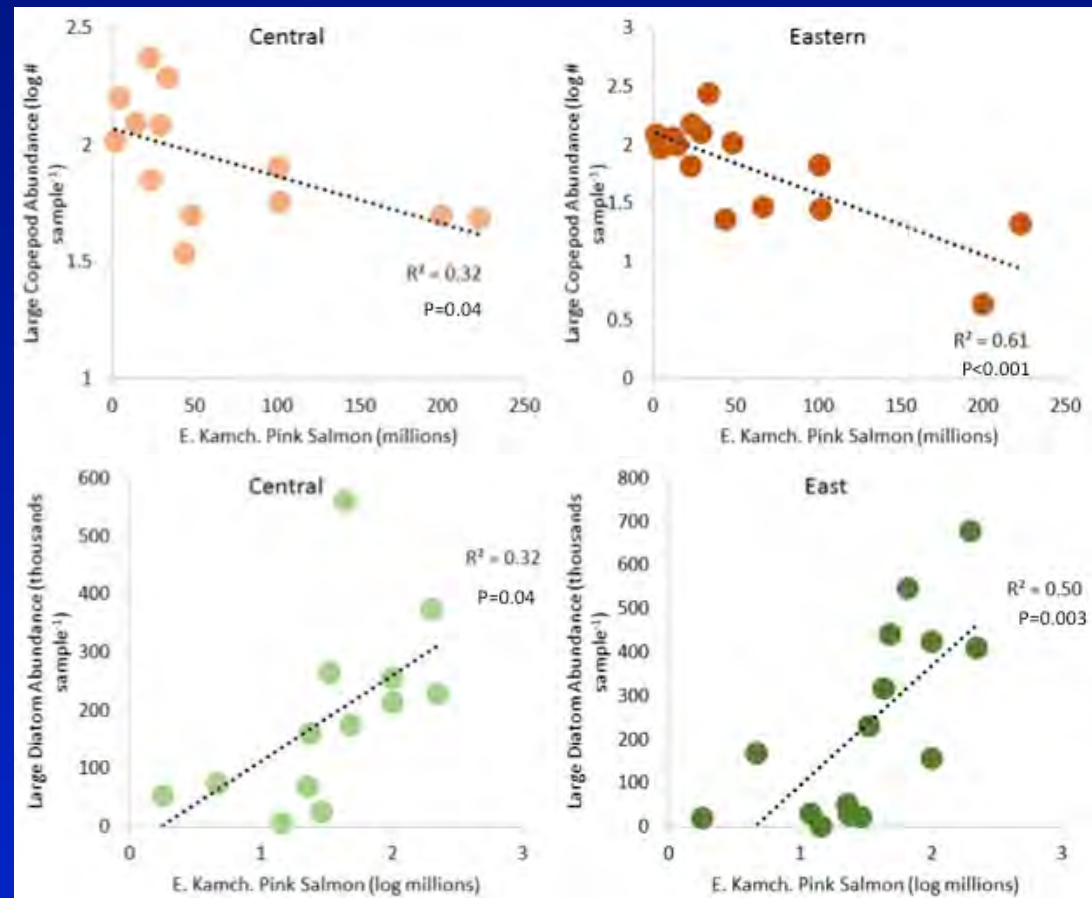 Central
Large Copepod Abundance (log #
sample⁻¹)
2.5
2
1.5
1
0
50
100
150
200
250
R² = 0.32
P=0.04
E. Kamch. Pink Salmon (millions)
Eastern
Large Copepod Abundance (log #
sample⁻¹)
3
2.5
2
1.5
1
0.5
0
0
50
100
150
200
250
R² = 0.61
P<0.001
E. Kamch. Pink Salmon (millions)
Central
Large Diatom Abundance (thousands
sample⁻¹)
600
500
400
300
200
100
0
0
1
2
3
R² = 0.32
P=0.04
E. Kamch. Pink Salmon (log millions)
East
Large Diatom Abundance (thousands
sample⁻¹)
800
700
600
500
400
300
200
100
0
0
1
2
3
R² = 0.50
P=0.003
E. Kamch. Pink Salmon (log millions)